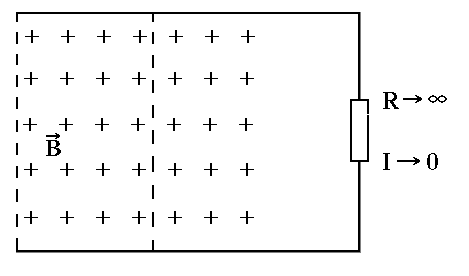 + + + + + + +
+ + + + + + +
R → ∞
+ + + + + + +
B⃗
I → 0
+ + + + + + +
+ + + + + + +